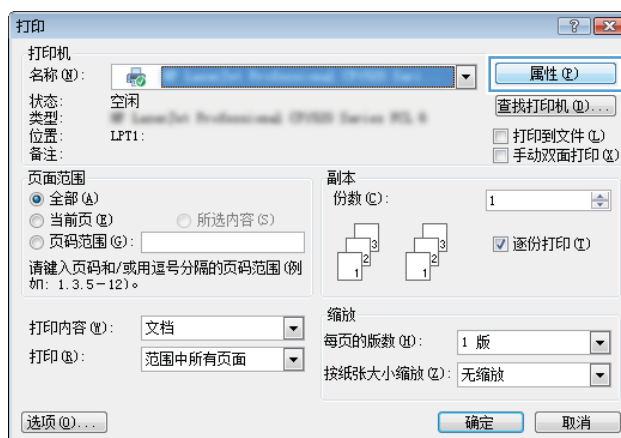 打印
打印机
名称(N):
属性(P)
状态: 空闲
类型:
查找打印机(D)...
位置: LPT1:
打印到文件(L)
备注:
手动双面打印(X)
页面范围
全部(A)
当前页(E) 所选内容(S)
页码范围(G):
请键入页码和/或用逗号分隔的页码范围(例
如: 1.3.5-12)。
副本
份数(C): 1
逐份打印(T)
3
2
1
3
2
1
打印内容(W): 文档
打印(R): 范围中所有页面
缩放
每页的版数(H): 1 版
按纸张大小缩放(Z): 无缩放
选项(O)...
确定 取消